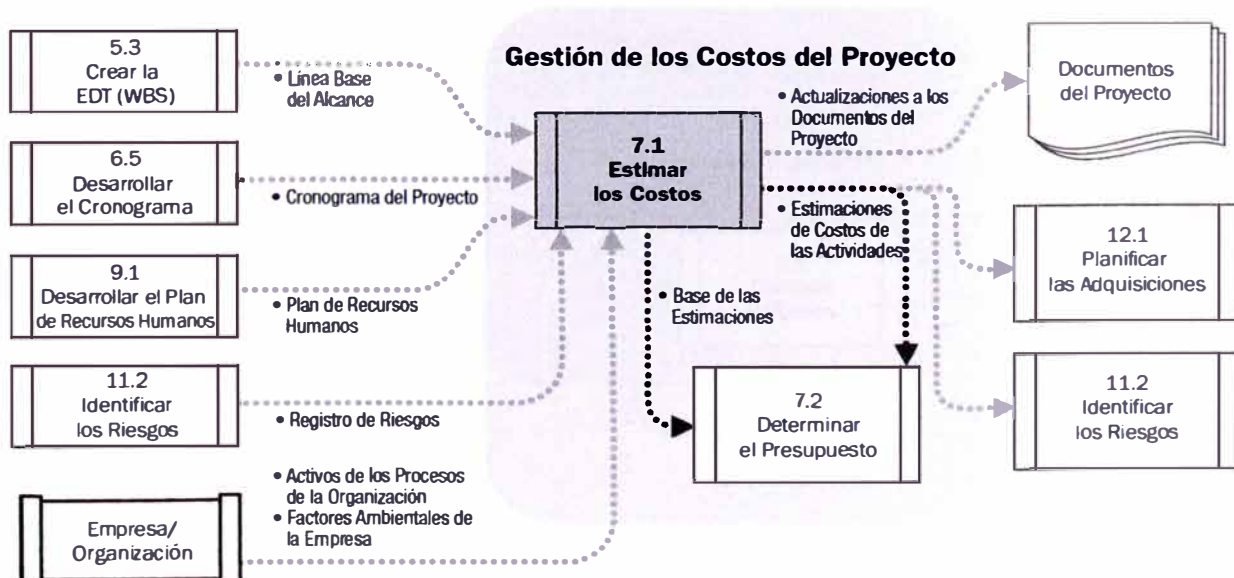 Gestión de los Costos del Proyecto
5.3
Crear la
EDT (WBS)
• Línea Base
del Alcance
6.5
Desarrollar
el Cronograma
• Cronograma del Proyecto
9.1
Desarrollar el Plan
de Recursos Humanos
• Plan de Recursos
Humanos
11.2
Identificar
los Riesgos
• Registro de Riesgos
Empresa/
Organización
• Activos de los Procesos
de la Organización
• Factores Ambientales de
la Empresa
7.1
Estimar
los Costos
• Actualizaciones a los
Documentos del
Proyecto
• Estimaciones
de Costos de
las Actividades
• Base de las
Estimaciones
7.2
Determinar
el Presupuesto
Documentos
del Proyecto
12.1
Planificar
las Adquisiciones
11.2
Identificar
los Riesgos